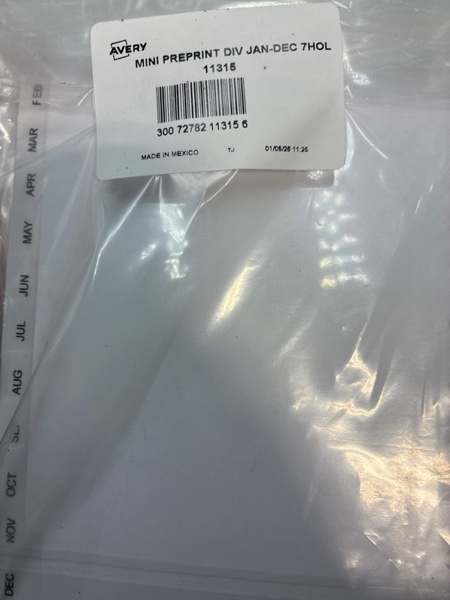 AVERY
MINI PREPRINT DIV JAN-DEC 7HOL
11315
300 72782 11315 6
MADE IN MEXICO TJ 01/05/26 11:25
FEB
MAR
APR
MAY
JUN
JUL
AUG
OCT
NOV
DEC